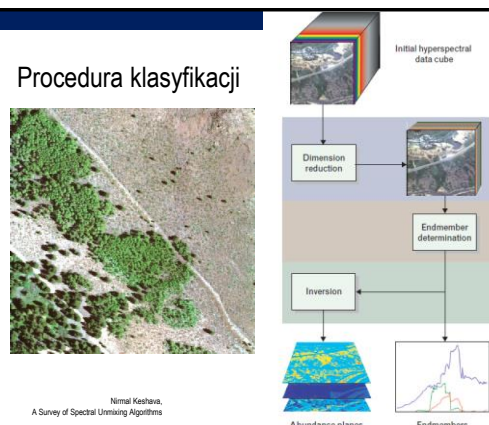 Procedura klasyfikacji
Nirmal Keshava,
A Survey of Spectral Unmixing Algorithms
Initial hyperspectral
data cube
Dimension
reduction
Endmember
determination
Inversion
Abundance planes
Endmembers